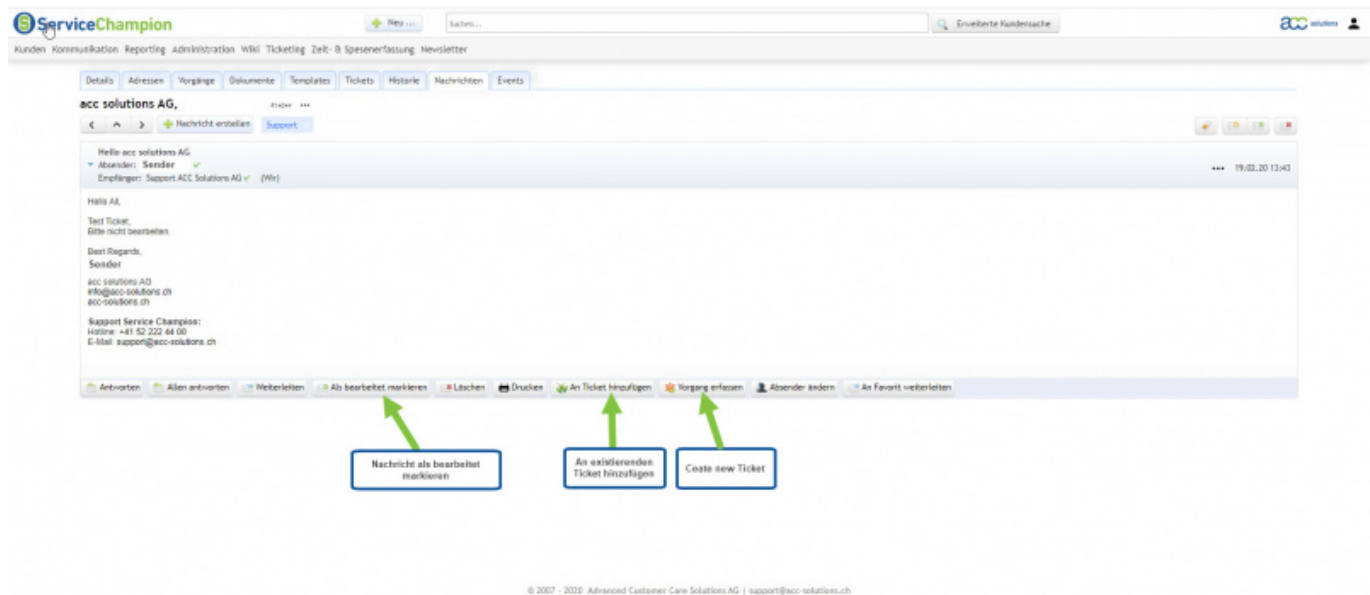 ServiceChampion
Neu ...
Suchen...
Erweiterte Kundensuche
acc solutions
Kunden Kommunikation Reporting Administration Wiki Ticketing Zeit- & Spesenerfassung Newsletter
Details Adressen Vorgänge Dokumente Templates Tickets Historie Nachrichten Events
acc solutions AG,
Nachricht erstellen Support
Hello acc solutions AG
Absender: Sender
Empfänger: Support ACC Solutions AG (Wir)
19.02.20 13:43
Hello All,
Test Ticket,
Bitte nicht bearbeiten.
Best Regards,
Sender
acc solutions AG
info@acc-solutions.ch
acc-solutions.ch
Support Service Champion:
Hotline: +41 52 222 44 00
E-Mail: support@acc-solutions.ch
Antworten Allen antworten Weiterleiten Als bearbeitet markieren Löschen Drucken An Ticket hinzufügen Vorgang erfassen Absender ändern An Favorit weiterleiten
Nachricht als bearbeitet
markieren
An existierenden
Ticket hinzufügen
Coate new Ticket
© 2007 - 2020 Advanced Customer Care Solutions AG | support@acc-solutions.ch